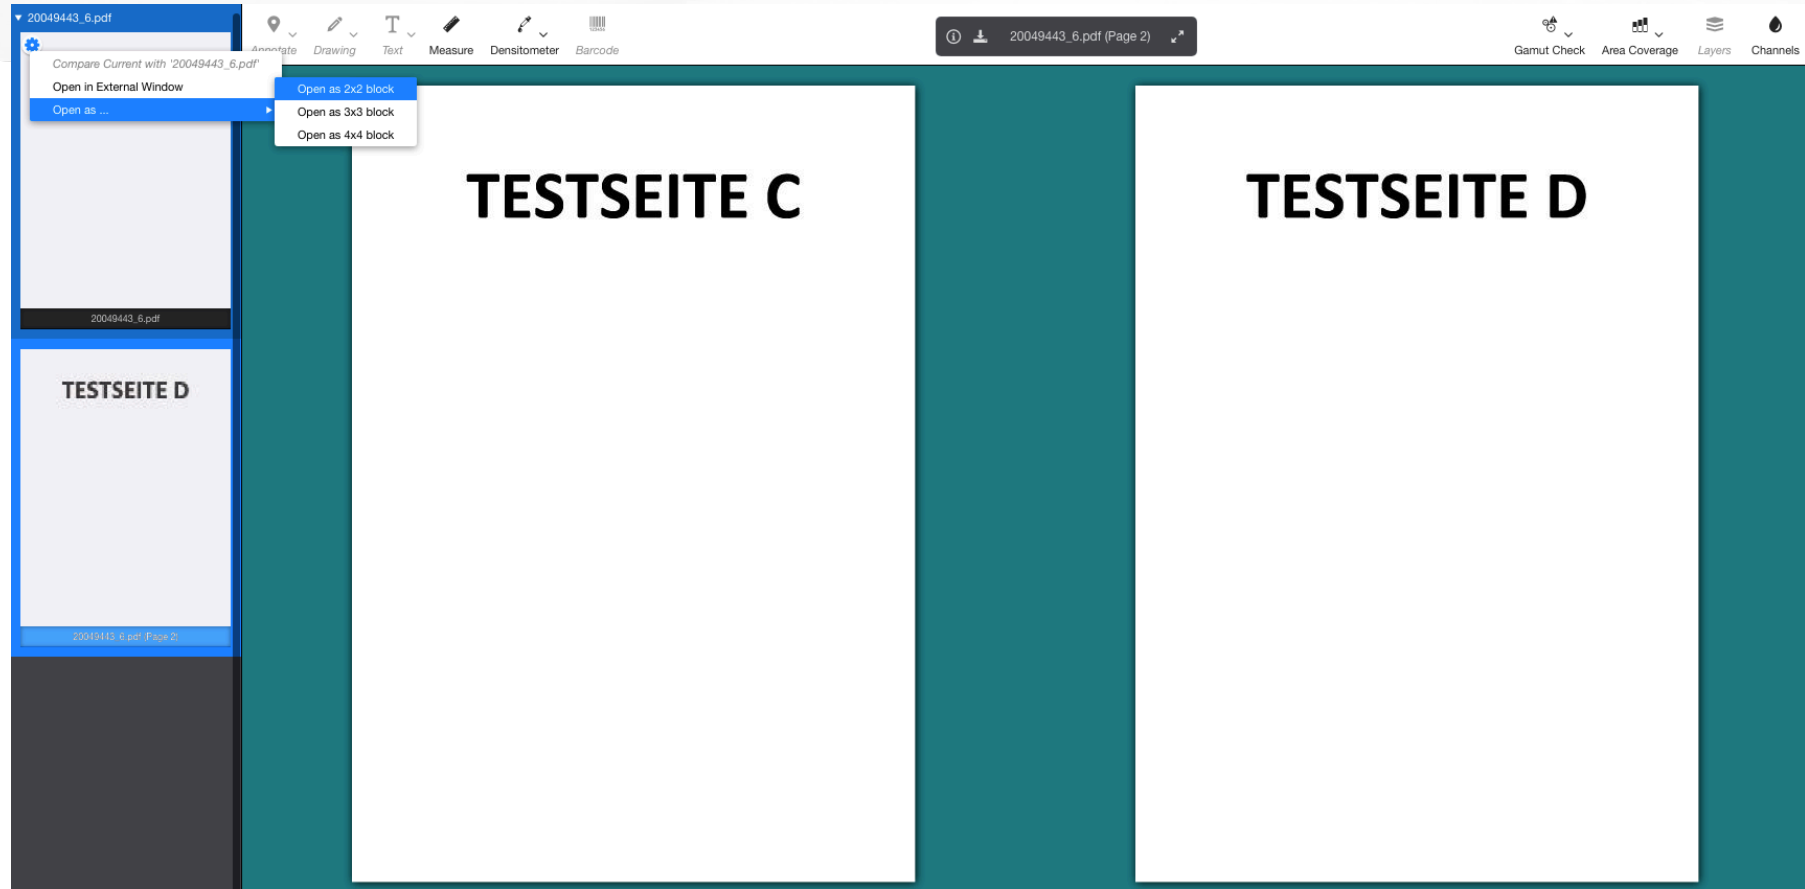 20049443_6.pdf
Compare Current with '20049443_6.pdf'
Open in External Window
Open as ...
Open as 2x2 block
Open as 3x3 block
Open as 4x4 block
Annotate
Drawing
Text
Measure
Densitometer
Barcode
20049443_6.pdf (Page 2)
Gamut Check
Area Coverage
Layers
Channels
20049443_6.pdf
TESTSEITE D
20049443_6.pdf (Page 2)
TESTSEITE C
TESTSEITE D